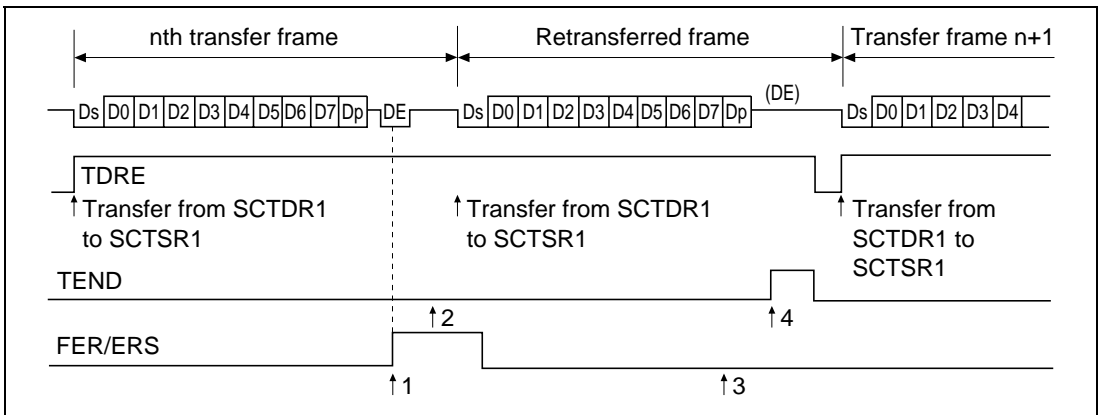 nth transfer frame Retransferred frame Transfer frame n+1
(DE)
Ds D0 D1 D2 D3 D4 D5 D6 D7 Dp DE Ds D0 D1 D2 D3 D4 D5 D6 D7 Dp Ds D0 D1 D2 D3 D4
TDRE
Transfer from SCTDR1
to SCTSR1
Transfer from SCTDR1
to SCTSR1
Transfer from
SCTDR1 to
SCTSR1
TEND
2
4
FER/ERS
1
3